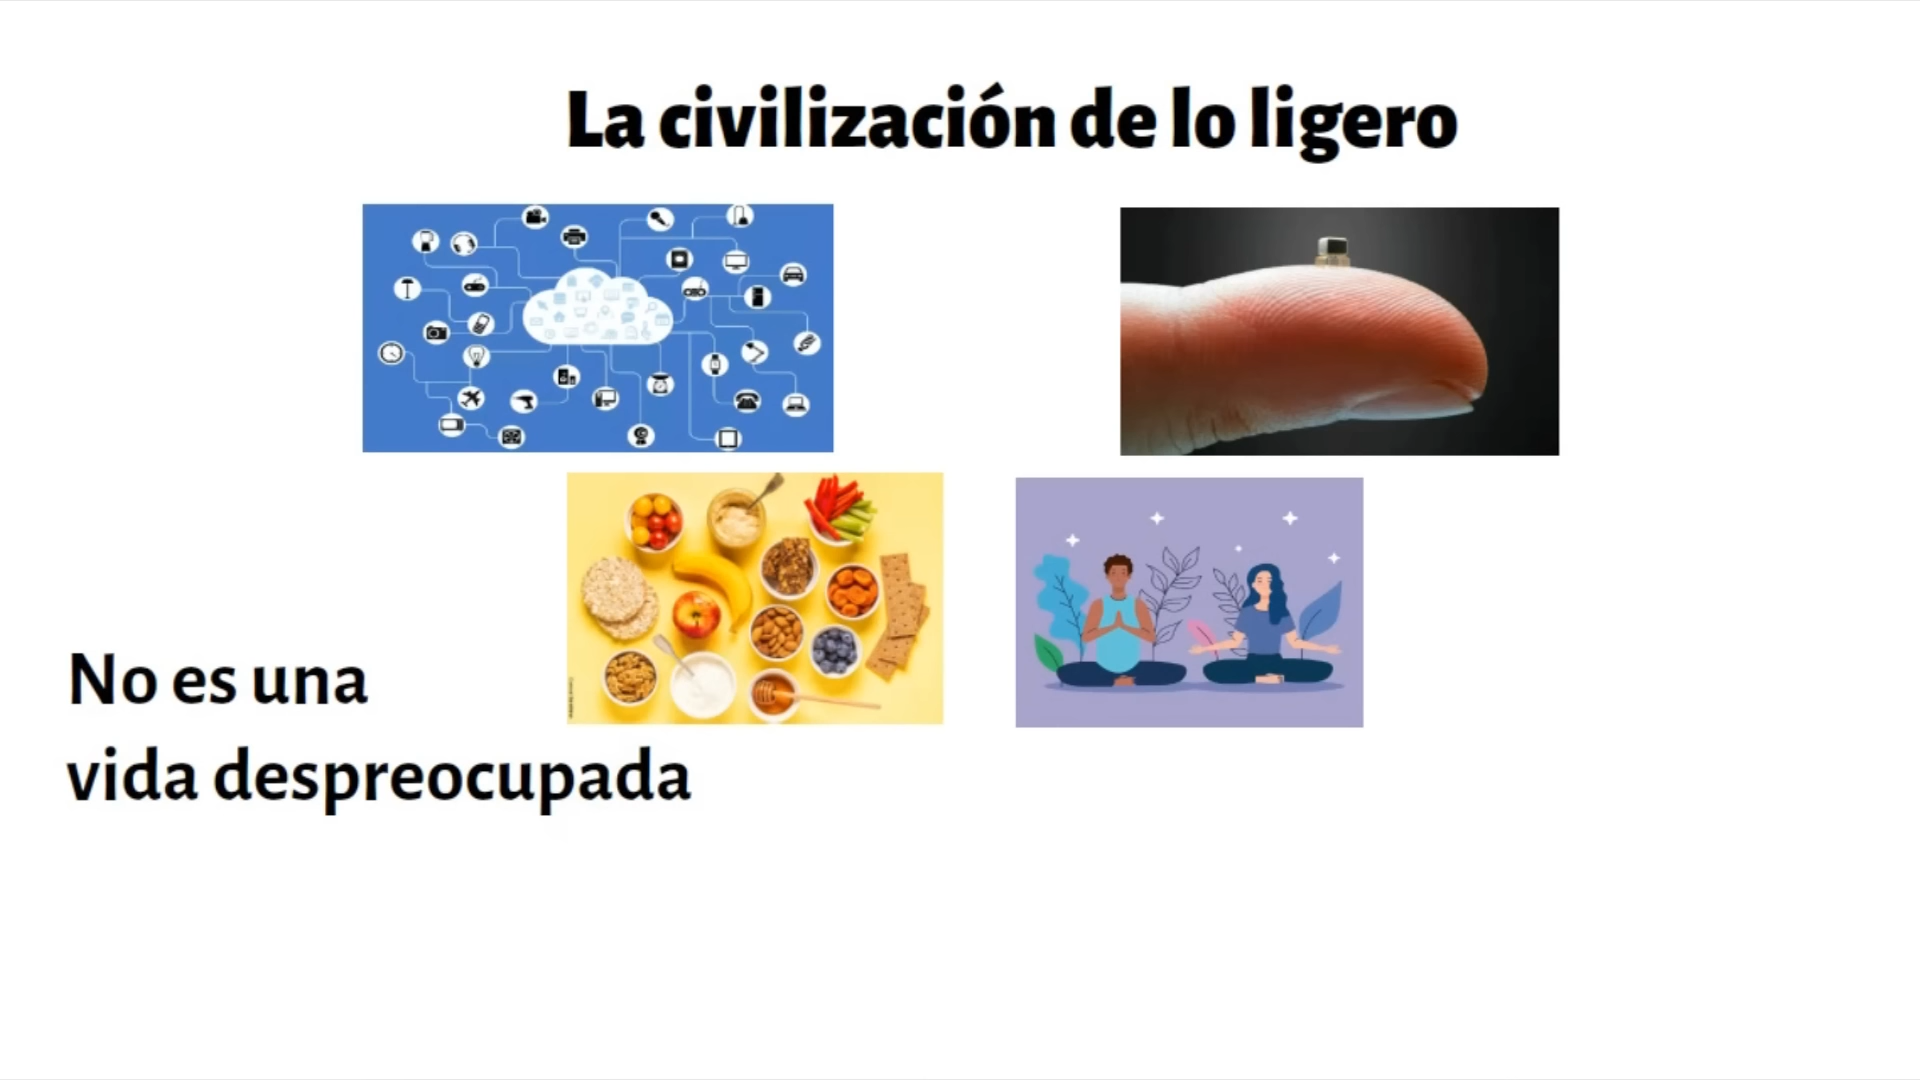 La civilización de lo ligero
No es una
vida despreocupada